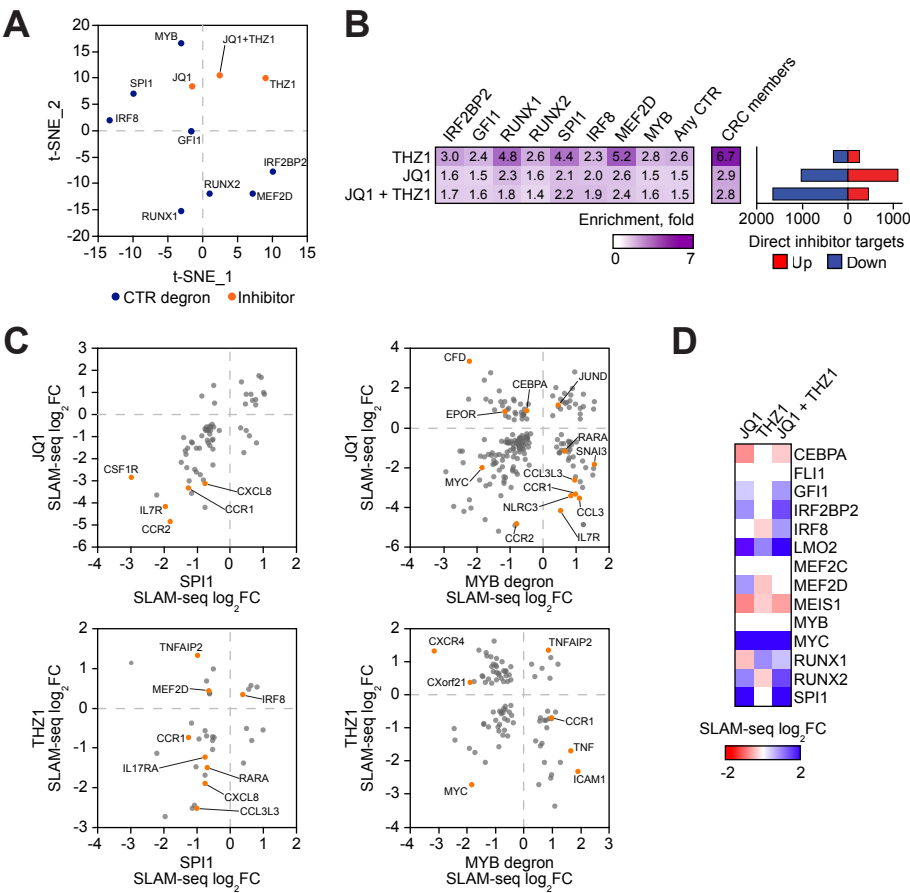 A
20
15
10
5
0
-5
-10
-15
-20
t-SNE_2
MYB
JQ1+THZ1
SPI1
JQ1
THZ1
IRF8
GFI1
IRF2BP2
RUNX2
MEF2D
RUNX1
-15 -10 -5 0 5 10 15
t-SNE_1
CTR degron Inhibitor
B
IRF2BP2 GFI1 RUNX1 RUNX2 SPI1 IRF8 MEF2D MYB Any CTR CRC members
THZ1 3.0 2.4 4.8 2.6 4.4 2.3 5.2 2.8 2.6 6.7
JQ1 1.6 1.5 2.3 1.6 2.1 2.0 2.6 1.5 1.5 2.9
JQ1 + THZ1 1.7 1.6 1.8 1.4 2.2 1.9 2.4 1.6 1.5 2.8
Enrichment, fold
0 7
2000 1000 0 1000
Direct inhibitor targets
Up Down
C
3
2
1
0
-1
-2
-3
-4
-5
-6
JQ1
SLAM-seq log2FC
CSF1R
IL7R
CCR2
CXCL8
CCR1
-4 -3 -2 -1 0 1 2
SPI1
SLAM-seq log2FC
4
2
0
-2
-4
-6
JQ1
SLAM-seq log2FC
CFD
CEBPA
JUND
EPOR
RARA
SNAI3
MYC
CCL3L3
CCR1
NLRC3
CCL3
CCR2
IL7R
-4 -3 -2 -1 0 1 2
MYB degron
SLAM-seq log2FC
2
1
0
-1
-2
-3
THZ1
SLAM-seq log2FC
TNFAIP2
MEF2D
IRF8
CCR1
IL17RA
RARA
CXCL8
CCL3L3
-4 -3 -2 -1 0 1 2
SPI1
SLAM-seq log2FC
2
1
0
-1
-2
-3
-4
THZ1
SLAM-seq log2FC
CXCR4
TNFAIP2
CXorf21
CCR1
TNF
MYC
ICAM1
-4 -3 -2 -1 0 1 2 3
MYB degron
SLAM-seq log2FC
D
JQ1 THZ1 JQ1 + THZ1
CEBPA
FLI1
GFI1
IRF2BP2
IRF8
LMO2
MEF2C
MEF2D
MEIS1
MYB
MYC
RUNX1
RUNX2
SPI1
SLAM-seq log2FC
-2 2